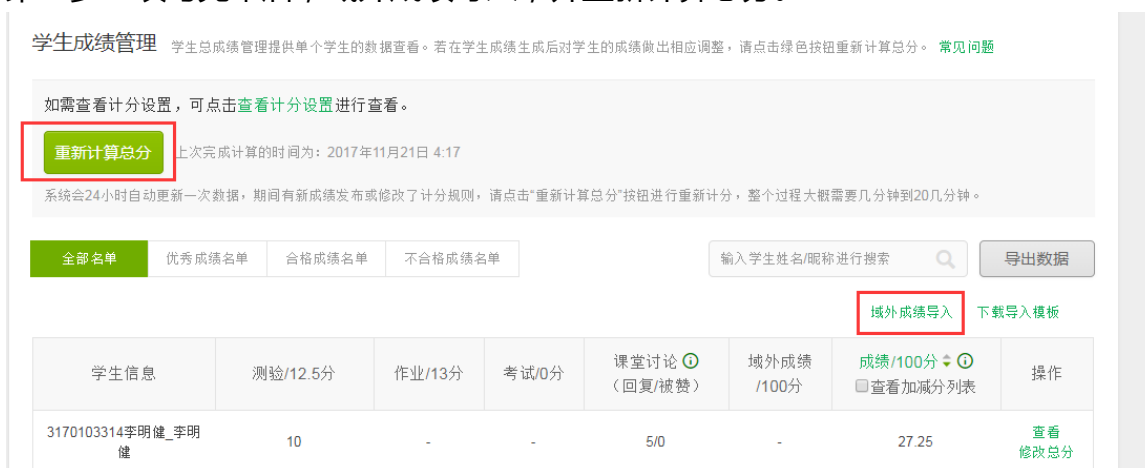 学生成绩管理 学生总成绩管理提供单个学生的数据查看。若在学生成绩生成后对学生的成绩做出相应调整，请点击绿色按钮重新计算总分。 常见问题
如需查看计分设置，可点击查看计分设置进行查看。
重新计算总分 上次完成计算的时间为：2017年11月21日 4:17
系统会24小时自动更新一次数据，期间有新成绩发布或修改了计分规则，请点击“重新计算总分”按钮进行重新计分，整个过程大概需要几分钟到20几分钟。
全部名单 优秀成绩名单 合格成绩名单 不合格成绩名单 输入学生姓名/昵称进行搜索 导出数据
域外成绩导入 下载导入模板
学生信息 测验/12.5分 作业/13分 考试/0分 课堂讨论 域外成绩 成绩/100分 操作
（回复/被赞） /100分 查看加减分列表
3170103314李明健_李明 10 - - 5/0 - 27.25 查看
健 修改总分